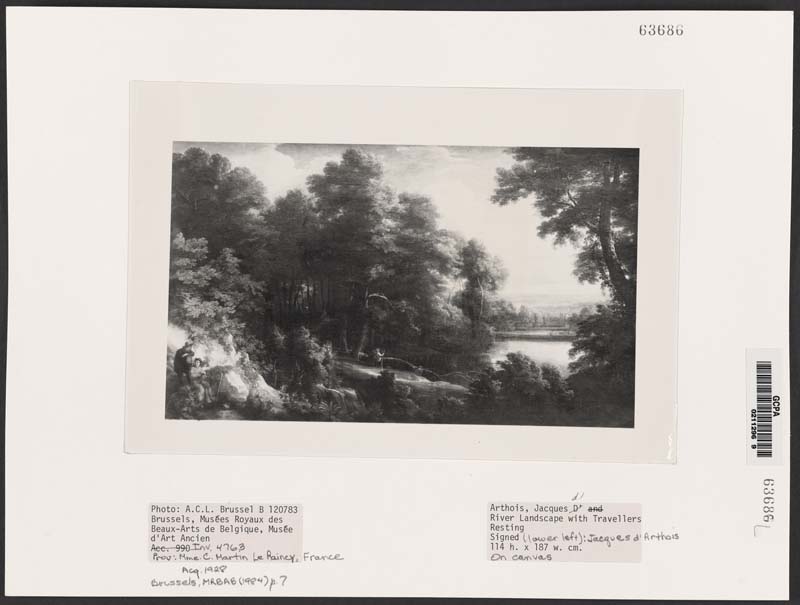 63686
Photo: A.C.L. Brussel B 120783
Brussels, Musées Royaux des
Beaux-Arts de Belgique, Musée
d'Art Ancien
Acc. 990 Inv. 4763
Prov: Mme. C. Martin Le Raincy, France
Acq. 1928
Brussels, MRBAB (1984) p. 7
d'
Arthois, Jacques, D' and
River Landscape with Travellers
Resting
Signed (lower left): Jacques d'Arthois
114 h. x 187 w. cm.
On canvas
GCPA
0211296 9
63686L